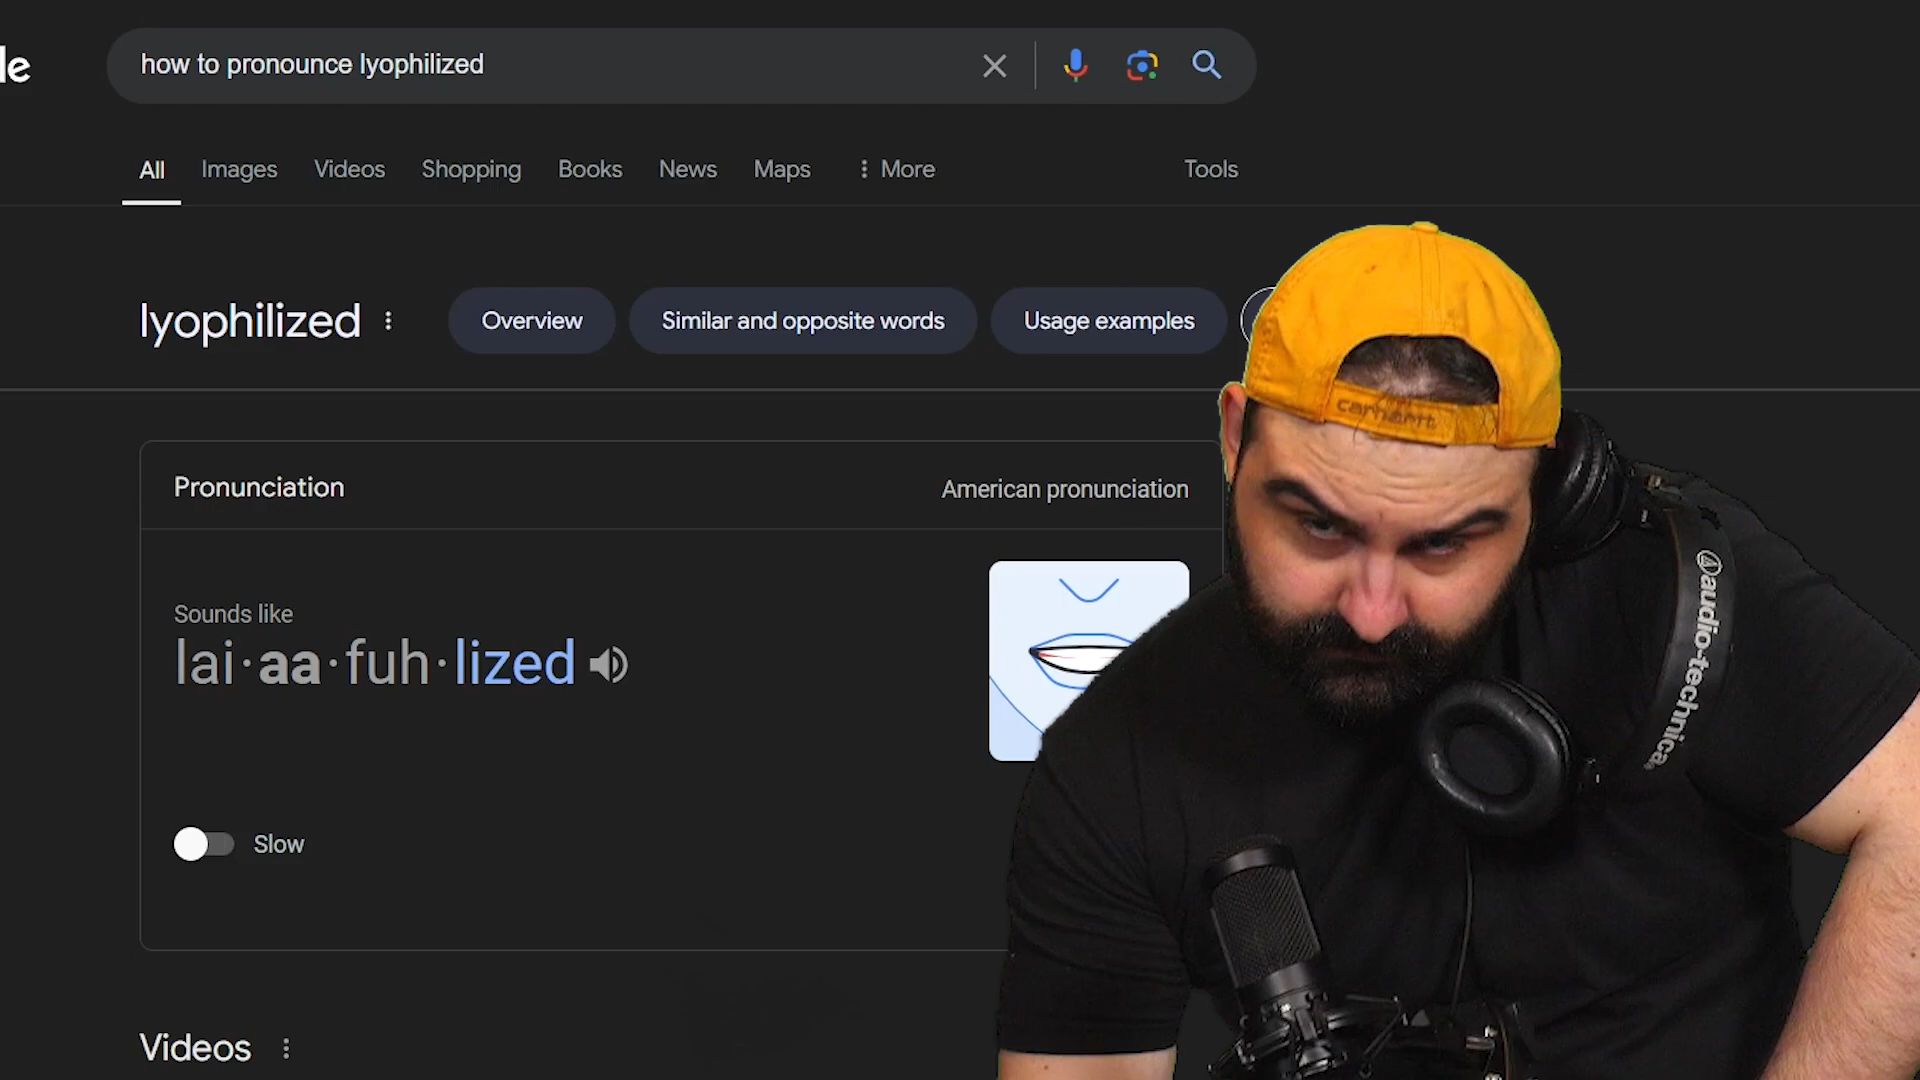 le
how to pronounce lyophilized
All Images Videos Shopping Books News Maps More Tools
lyophilized Overview Similar and opposite words Usage examples
carhartt
Pronunciation American pronunciation
Sounds like
lai·aa·fuh·lized
Slow
audio-technica
Videos